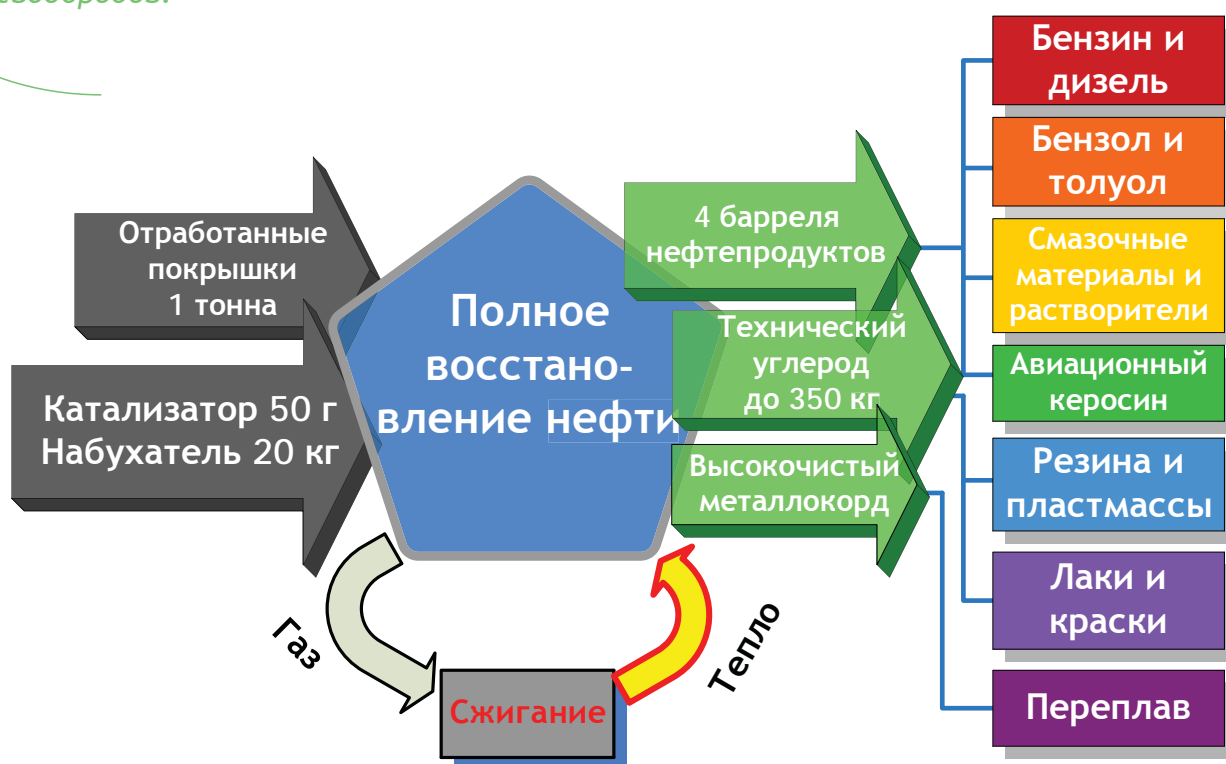 Отработанные
покрышки
1 тонна
Катализатор 50 г
Набухатель 20 кг
Полное
восстано-
вление нефти
4 барреля
нефтепродуктов
Технический
углерод
до 350 кг
Высокочистый
металлокорд
Газ
Сжигание
Тепло
Бензин и
дизель
Бензол и
толуол
Смазочные
материалы и
растворители
Авиационный
керосин
Резина и
пластмассы
Лаки и
краски
Переплав